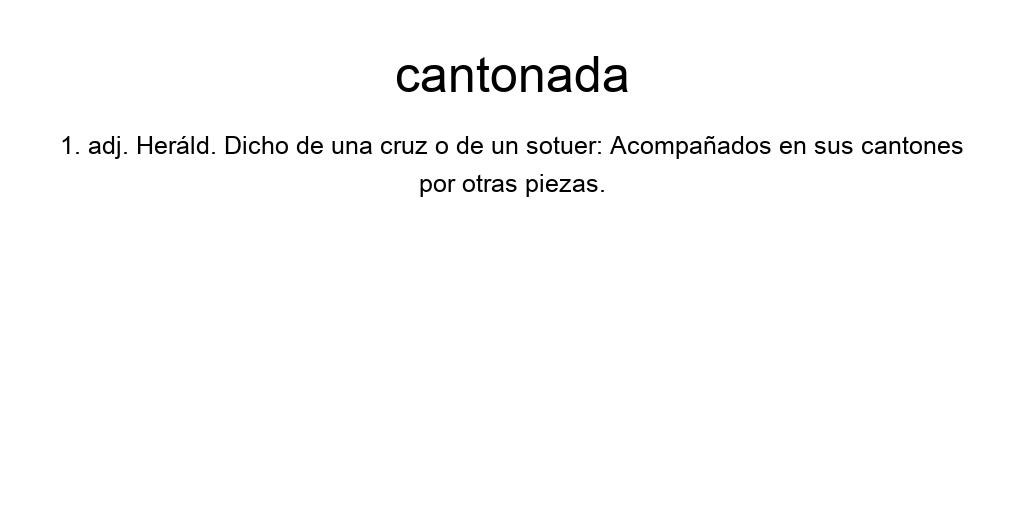 cantonada
1. adj. Heráld. Dicho de una cruz o de un sotuer: Acompañados en sus cantones
por otras piezas.